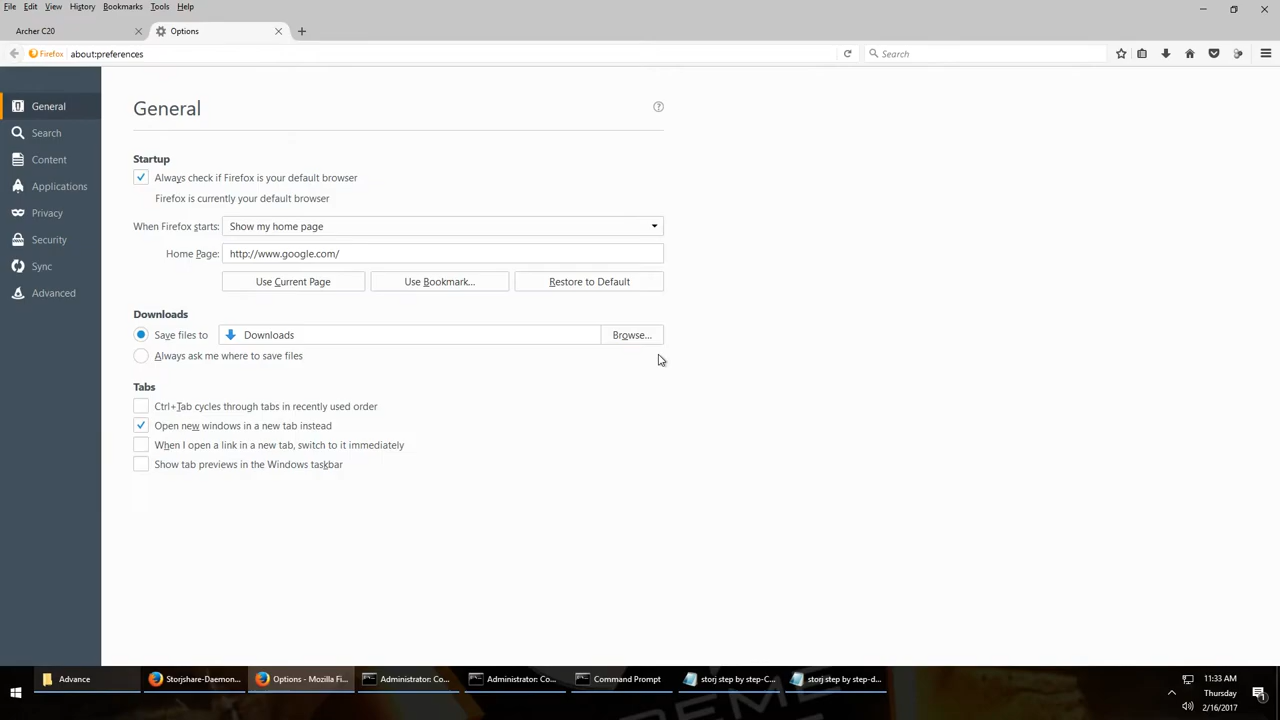 File Edit View History Bookmarks Tools Help
Archer C20
Options
Firefox about:preferences
Search
General
Search
Content
Applications
Privacy
Security
Sync
Advanced
General
Startup
Always check if Firefox is your default browser
Firefox is currently your default browser
When Firefox starts: Show my home page
Home Page: http://www.google.com/
Use Current Page Use Bookmark... Restore to Default
Downloads
Save files to Downloads Browse...
Always ask me where to save files
Tabs
Ctrl+Tab cycles through tabs in recently used order
Open new windows in a new tab instead
When I open a link in a new tab, switch to it immediately
Show tab previews in the Windows taskbar
Advance Storjshare-Daemon... Options - Mozilla Fi... Administrator: Co... Administrator: Co... Command Prompt storj step by step-C... storj step by step-d...
11:33 AM
Thursday
2/16/2017